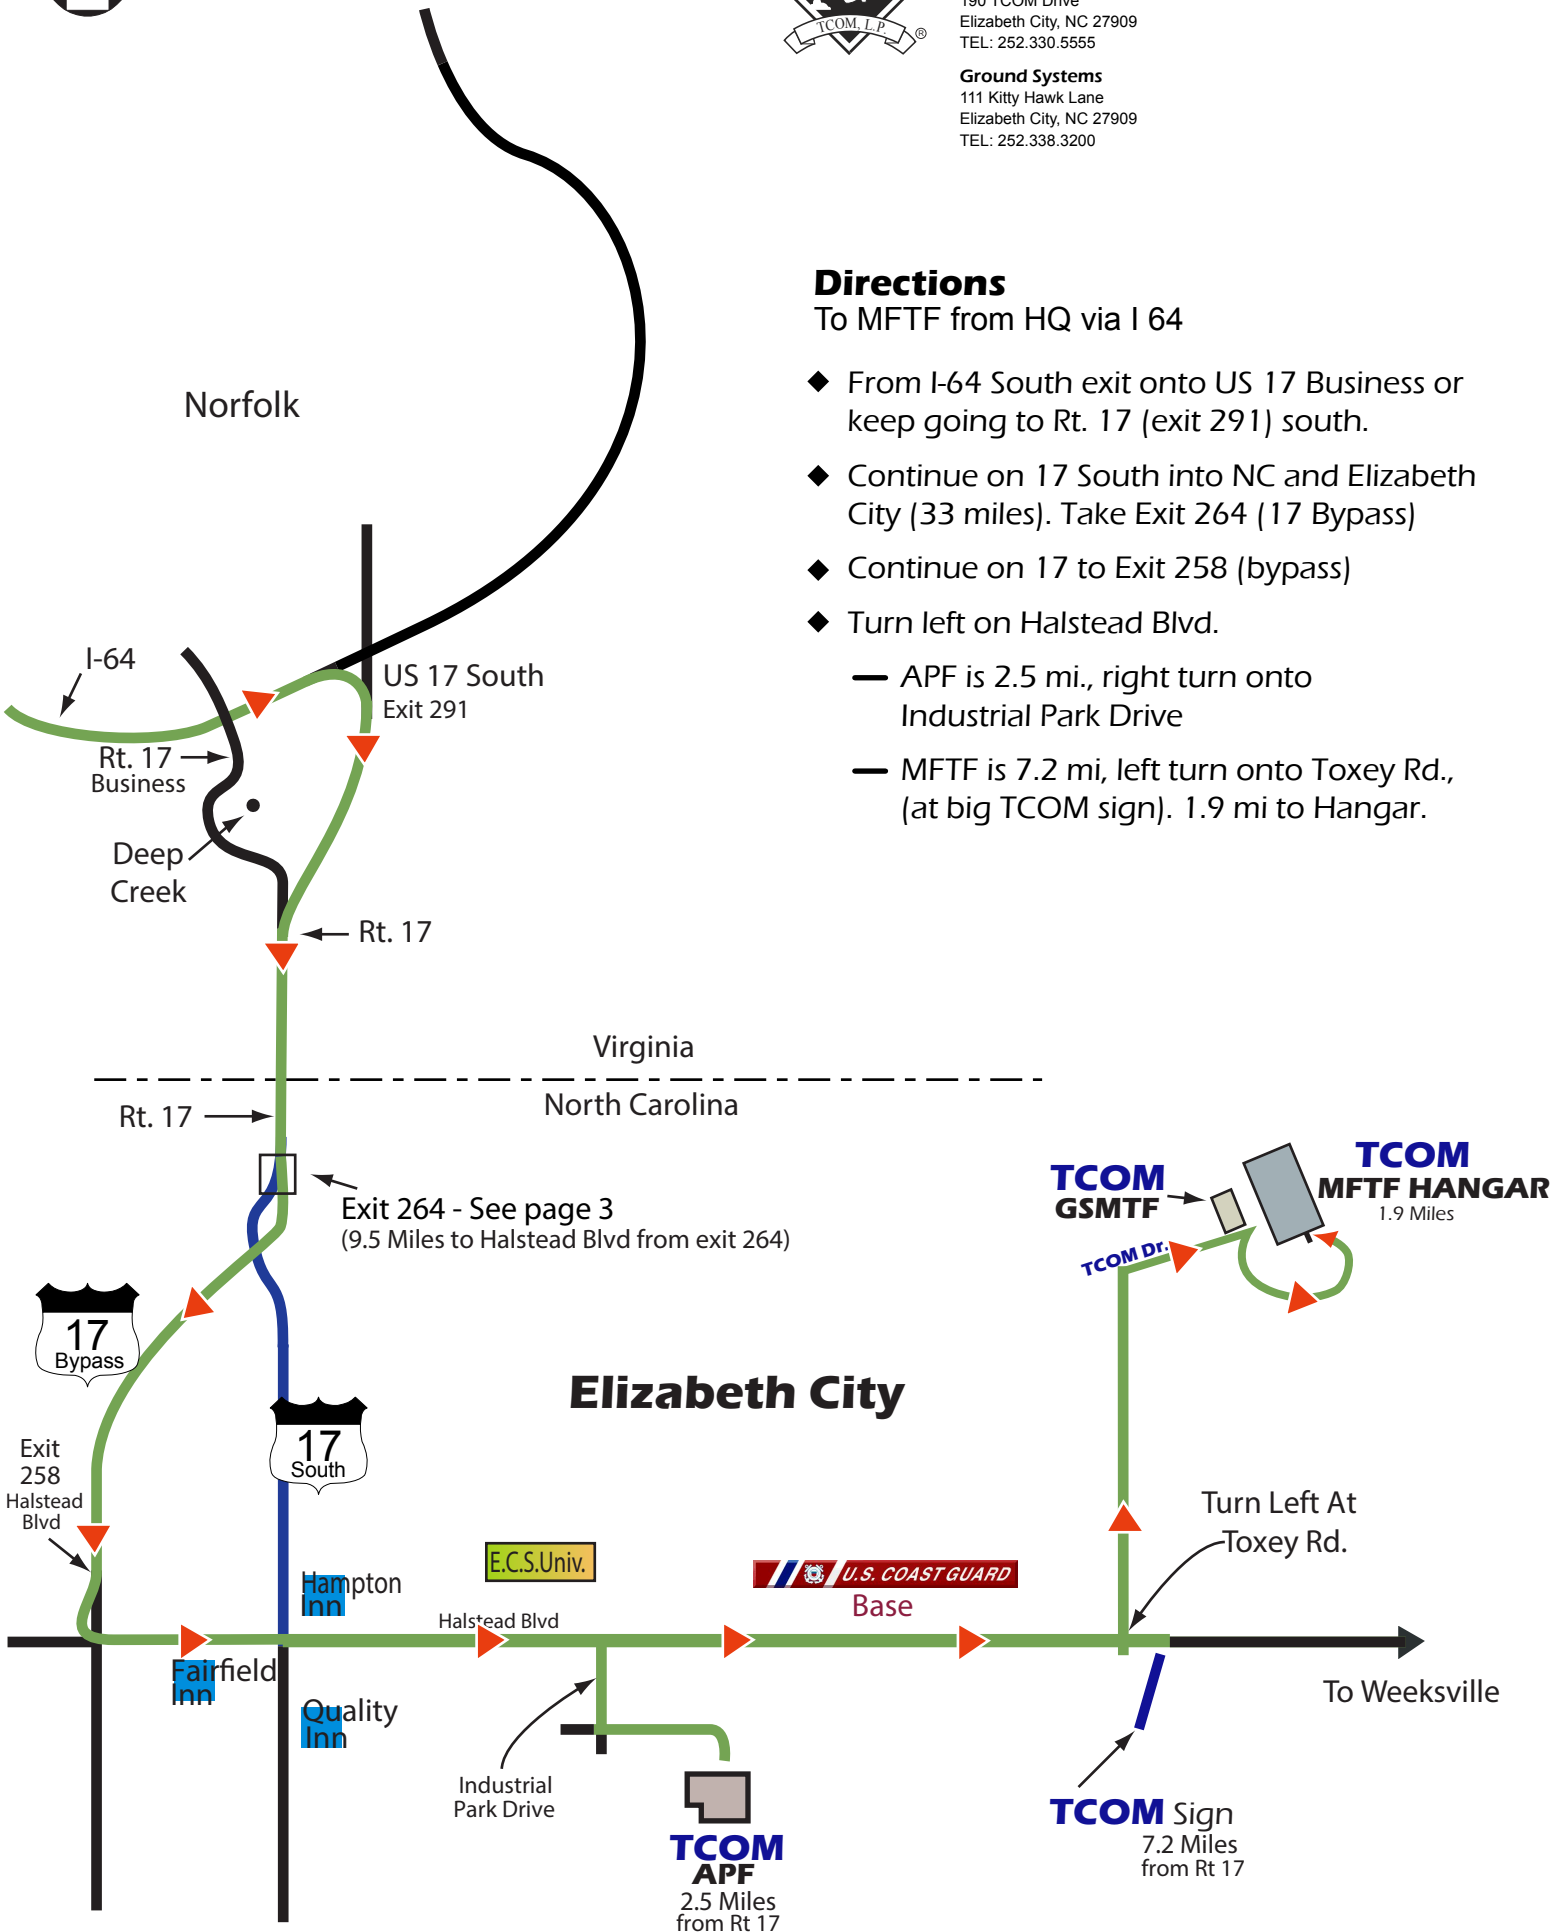 190 TCOM Drive
Elizabeth City, NC 27909
TEL: 252.330.5555
TCOM, L.P.
®
Ground Systems
111 Kitty Hawk Lane
Elizabeth City, NC 27909
TEL: 252.338.3200
Directions
To MFTF from HQ via I 64
◆ From I-64 South exit onto US 17 Business or
keep going to Rt. 17 (exit 291) south.
◆ Continue on 17 South into NC and Elizabeth
City (33 miles). Take Exit 264 (17 Bypass)
◆ Continue on 17 to Exit 258 (bypass)
◆ Turn left on Halstead Blvd.
— APF is 2.5 mi., right turn onto
Industrial Park Drive
— MFTF is 7.2 mi, left turn onto Toxey Rd.,
(at big TCOM sign). 1.9 mi to Hangar.
Norfolk
I-64
US 17 South
Exit 291
Rt. 17
Business
Deep
Creek
Rt. 17
Virginia
North Carolina
Rt. 17
Exit 264 - See page 3
(9.5 Miles to Halstead Blvd from exit 264)
TCOM
GSMTF
TCOM
MFTF HANGAR
1.9 Miles
TCOM Dr.
17
Bypass
Elizabeth City
17
South
Exit
258
Halstead
Blvd
Turn Left At
Toxey Rd.
E.C.S.Univ.
U.S. COAST GUARD
Base
Hampton
Inn
Halstead Blvd
Fairfield
Inn
Quality
Inn
To Weeksville
Industrial
Park Drive
TCOM Sign
7.2 Miles
from Rt 17
TCOM
APF
2.5 Miles
from Rt 17